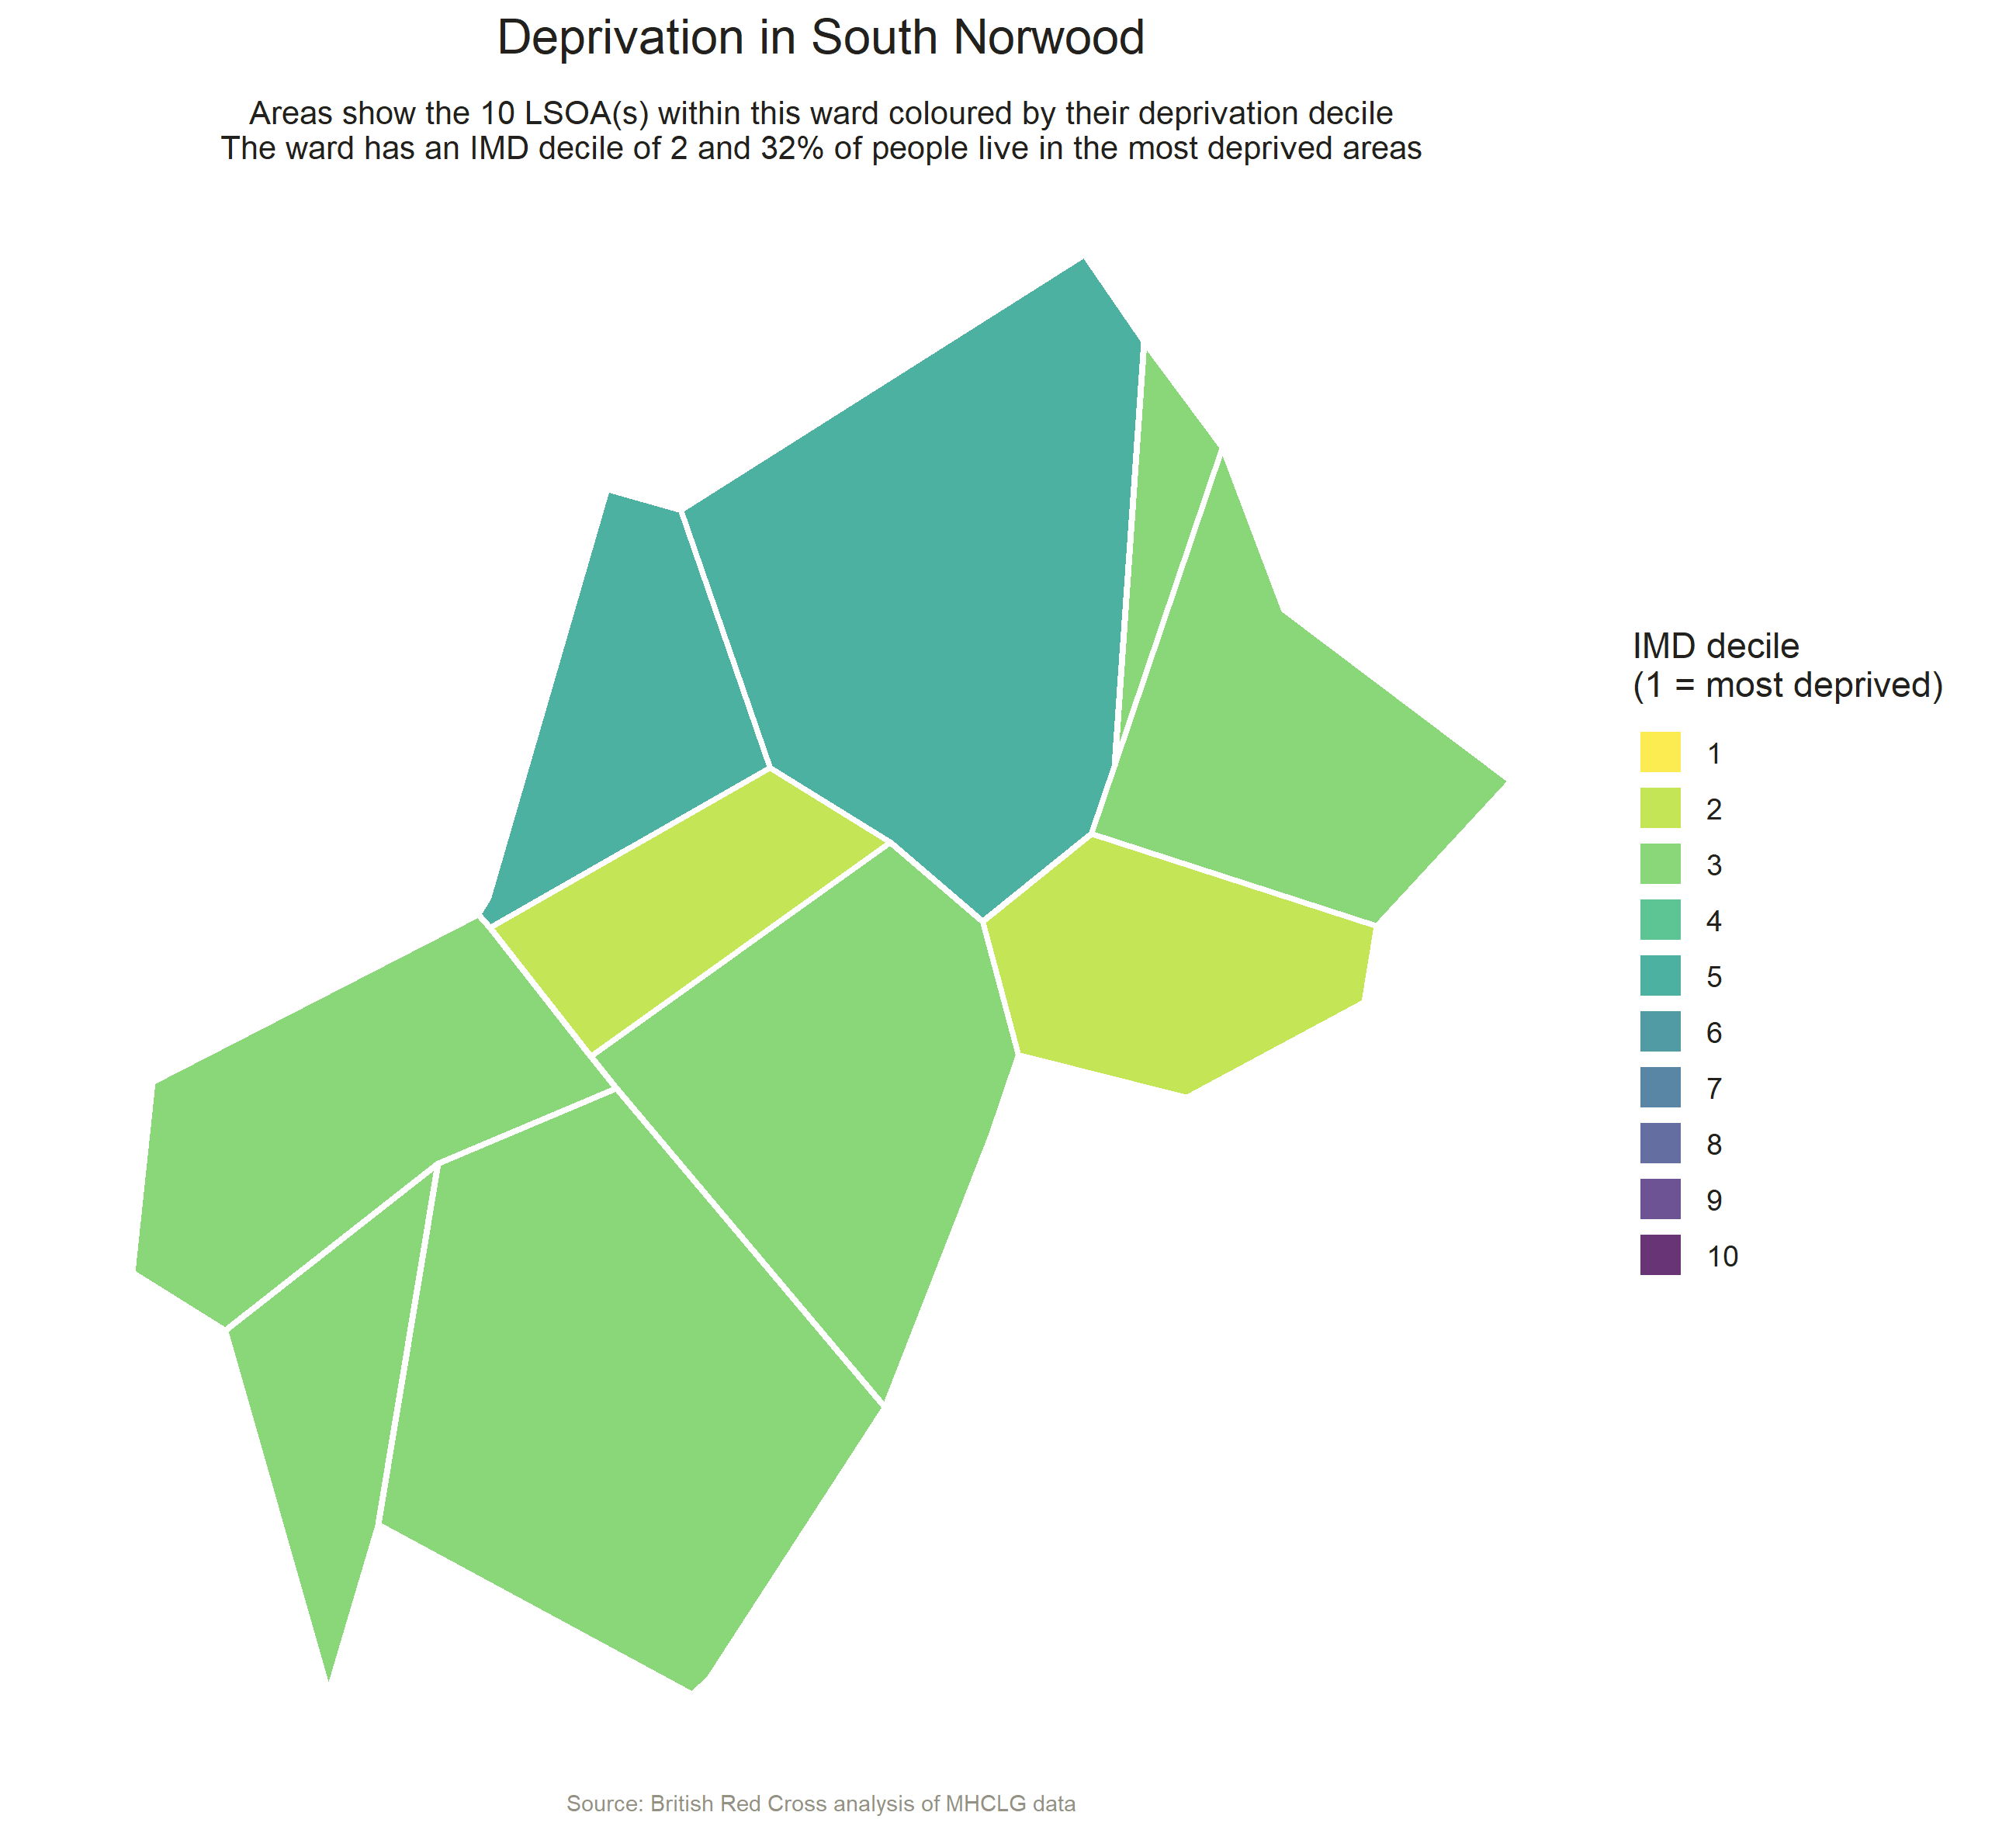 Deprivation in South Norwood
Areas show the 10 LSOA(s) within this ward coloured by their deprivation decile
The ward has an IMD decile of 2 and 32% of people live in the most deprived areas
IMD decile
(1 = most deprived)
1
2
3
4
5
6
7
8
9
10
Source: British Red Cross analysis of MHCLG data